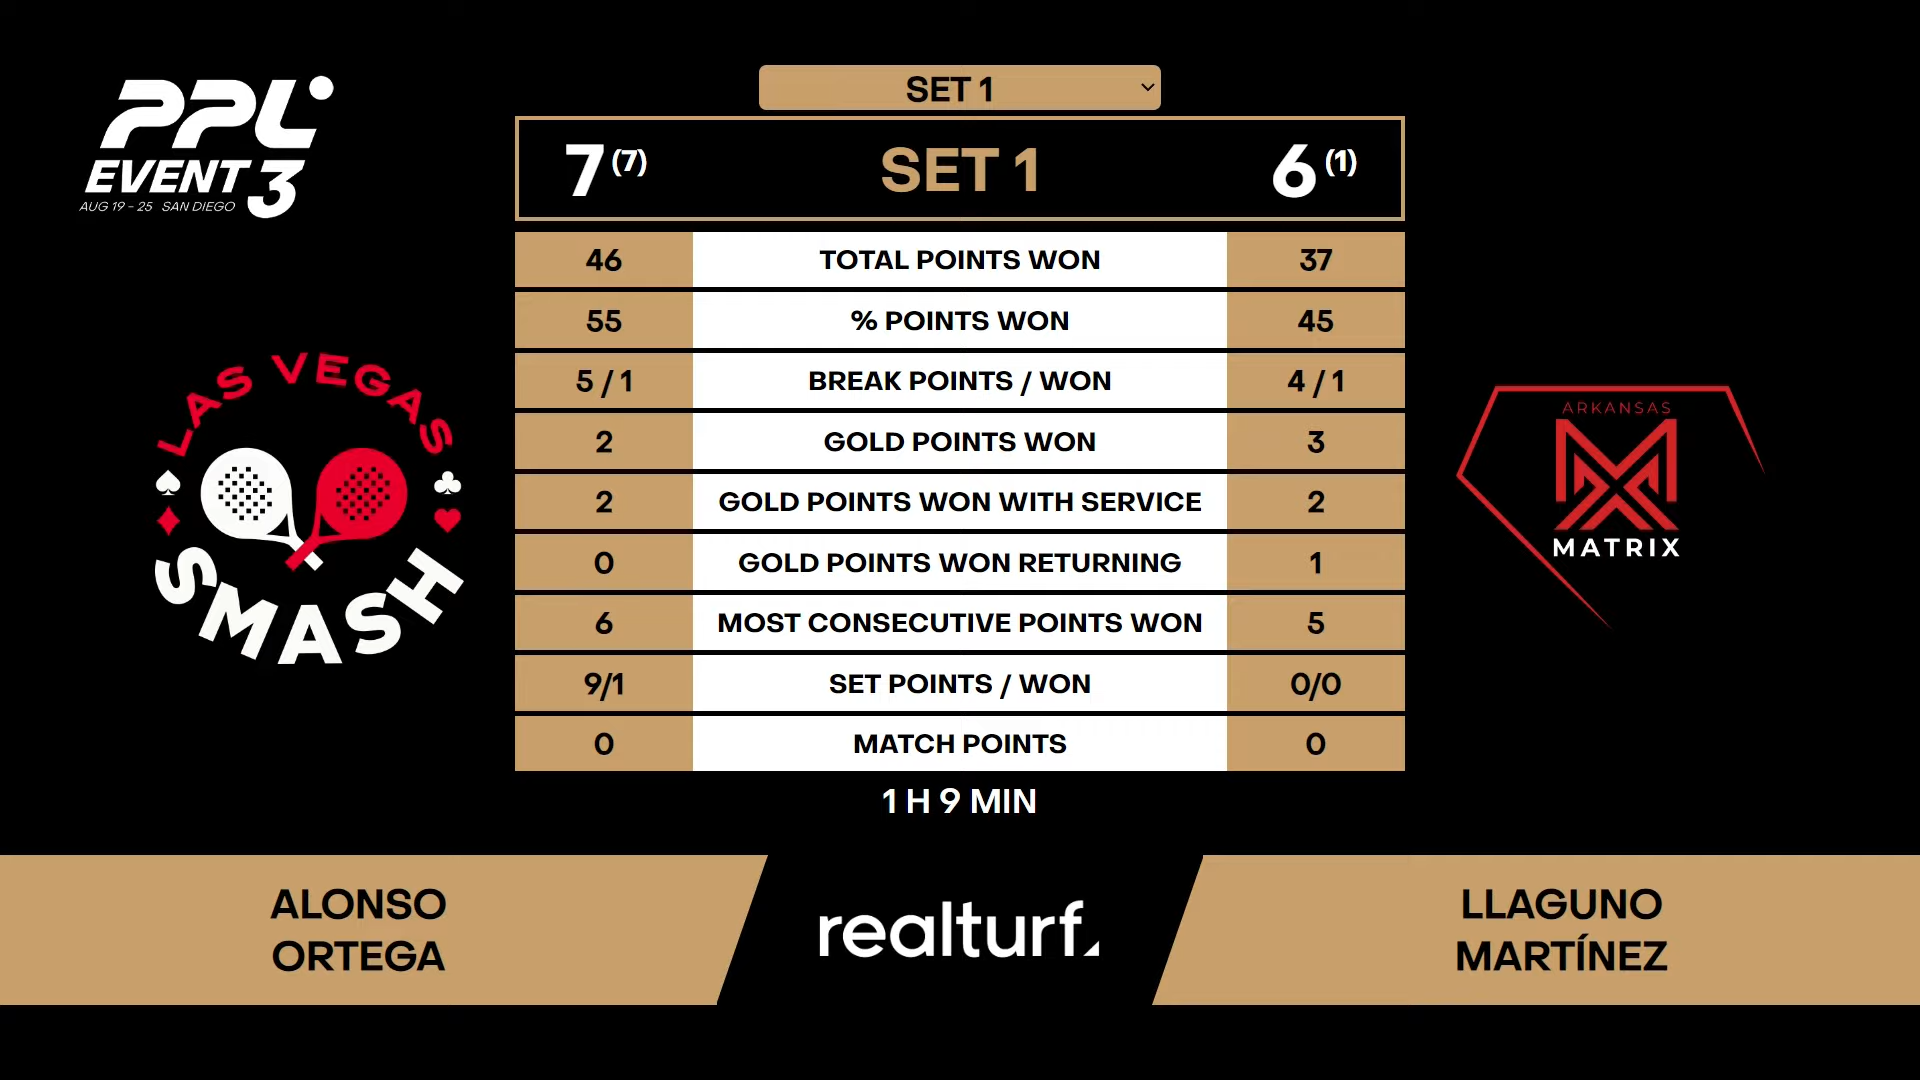 PPL
EVENT 3
AUG 19 - 25 SAN DIEGO
SET 1
7 (7) SET 1 6 (1)
46 TOTAL POINTS WON 37
55 % POINTS WON 45
5 / 1 BREAK POINTS / WON 4 / 1
2 GOLD POINTS WON 3
2 GOLD POINTS WON WITH SERVICE 2
0 GOLD POINTS WON RETURNING 1
6 MOST CONSECUTIVE POINTS WON 5
9/1 SET POINTS / WON 0/0
0 MATCH POINTS 0
1 H 9 MIN
LAS VEGAS
SMASH
ARKANSAS
MATRIX
ALONSO
ORTEGA
realturf
LLAGUNO
MARTÍNEZ